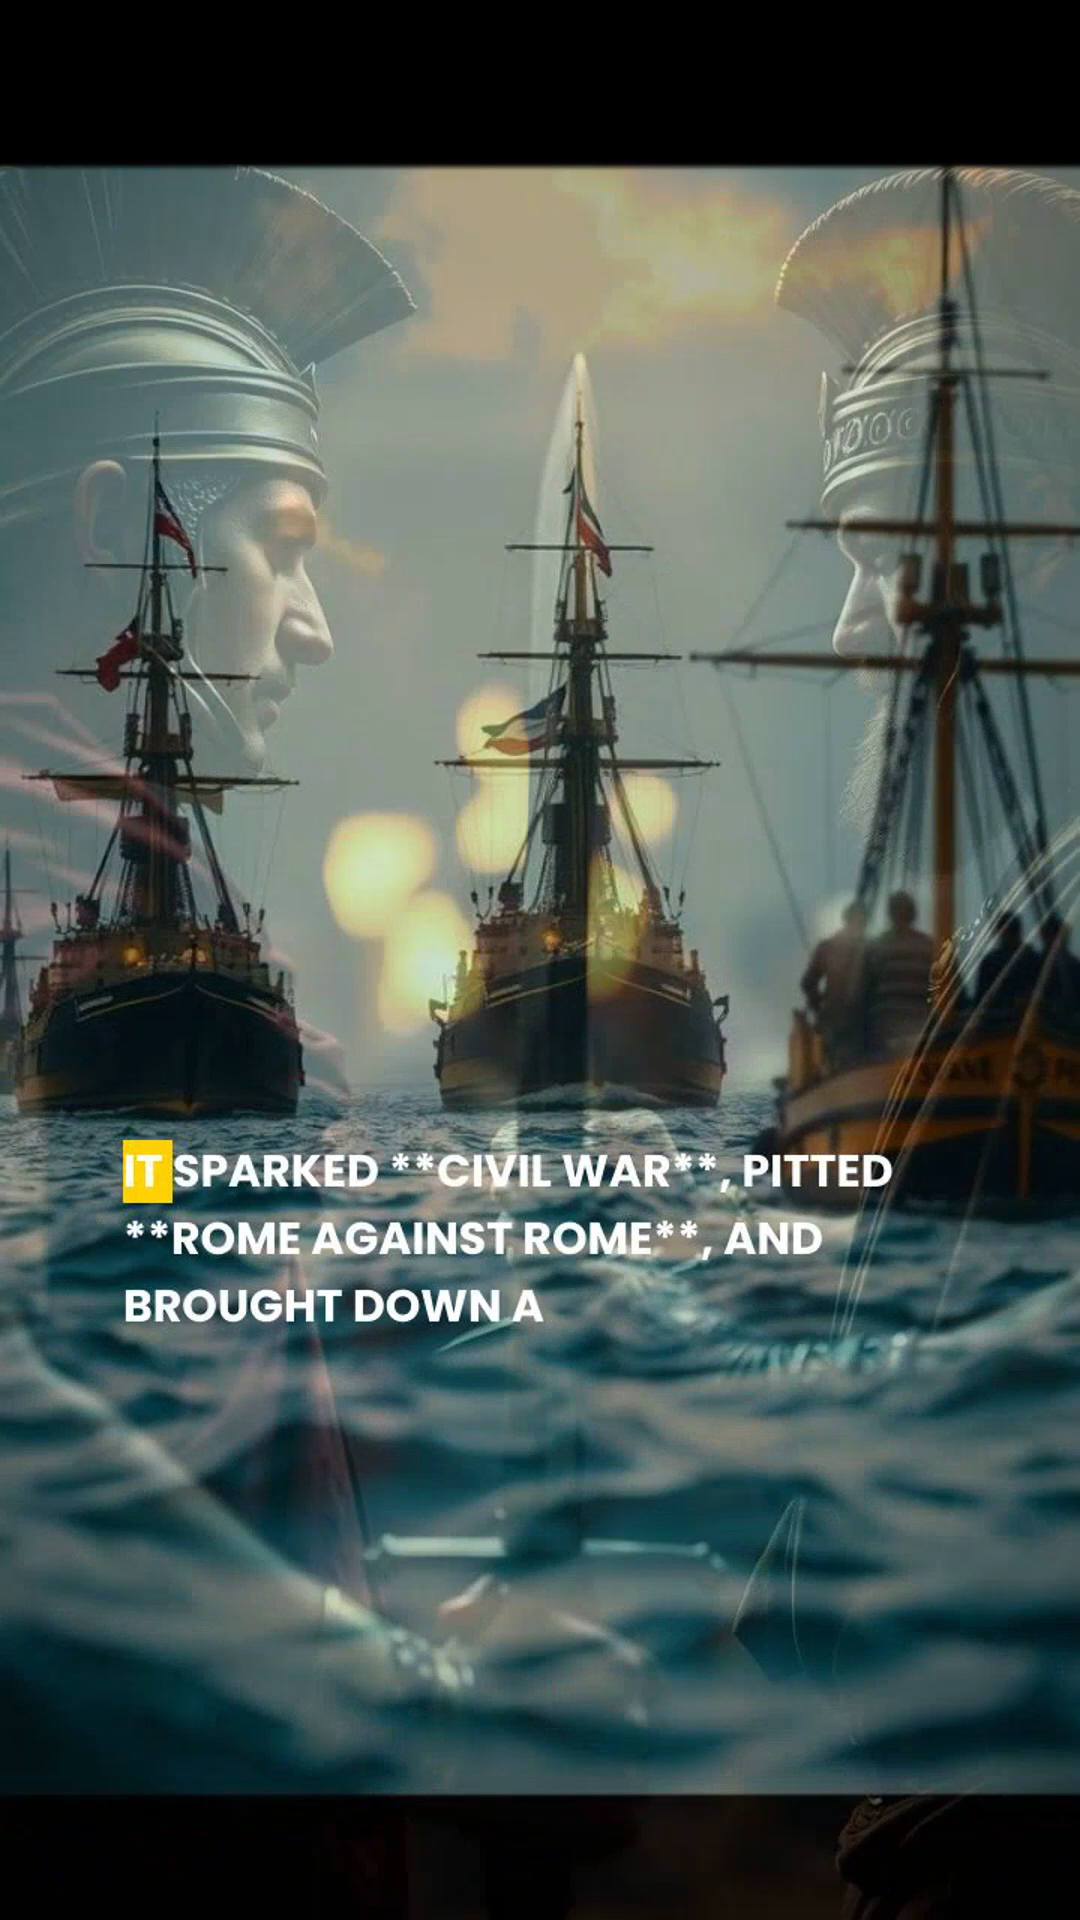 IT SPARKED **CIVIL WAR**, PITTED
**ROME AGAINST ROME**, AND
BROUGHT DOWN A